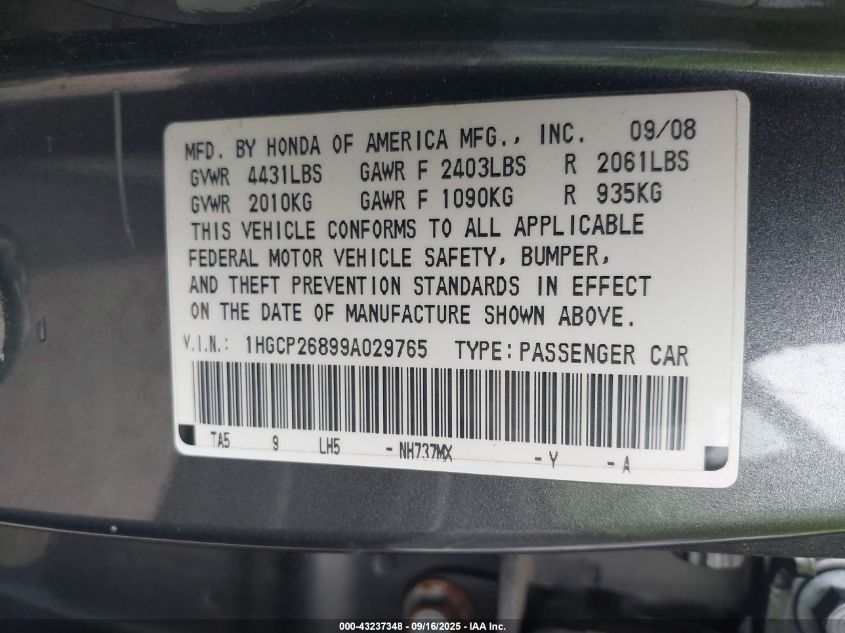 MFD. BY HONDA OF AMERICA MFG., INC. 09/08
GVWR 4431LBS GAWR F 2403LBS R 2061LBS
GVWR 2010KG GAWR F 1090KG R 935KG
THIS VEHICLE CONFORMS TO ALL APPLICABLE
FEDERAL MOTOR VEHICLE SAFETY, BUMPER,
AND THEFT PREVENTION STANDARDS IN EFFECT
ON THE DATE OF MANUFACTURE SHOWN ABOVE.
V.I.N.: 1HGCP26899A029765 TYPE: PASSENGER CAR
TA5 9 LH5 - NH737MX - Y - A
000-43237348 - 09/16/2025 - IAA Inc.